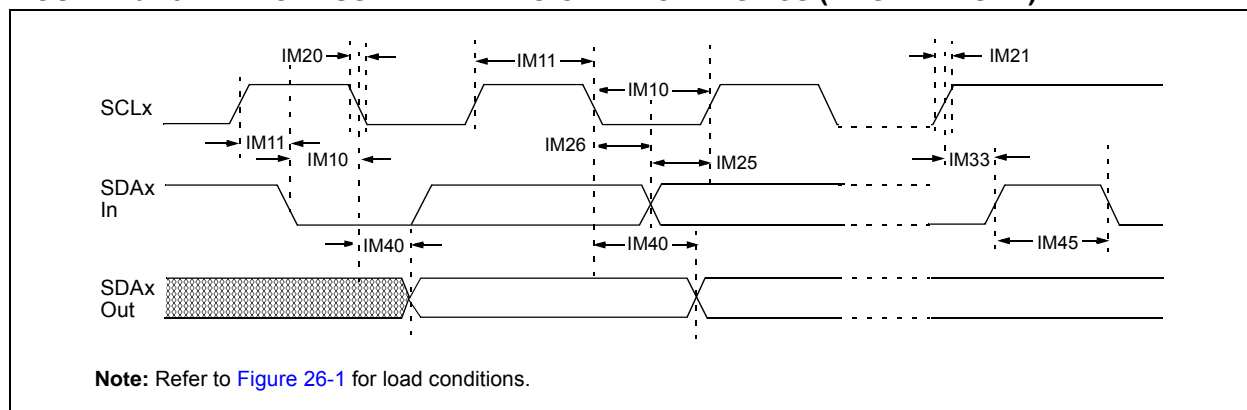 IM20
IM11
IM21
IM10
SCLx
IM11
IM26
IM10
IM25
IM33
SDAx
In
IM40
IM40
IM45
SDAx
Out
Note: Refer to Figure 26-1 for load conditions.